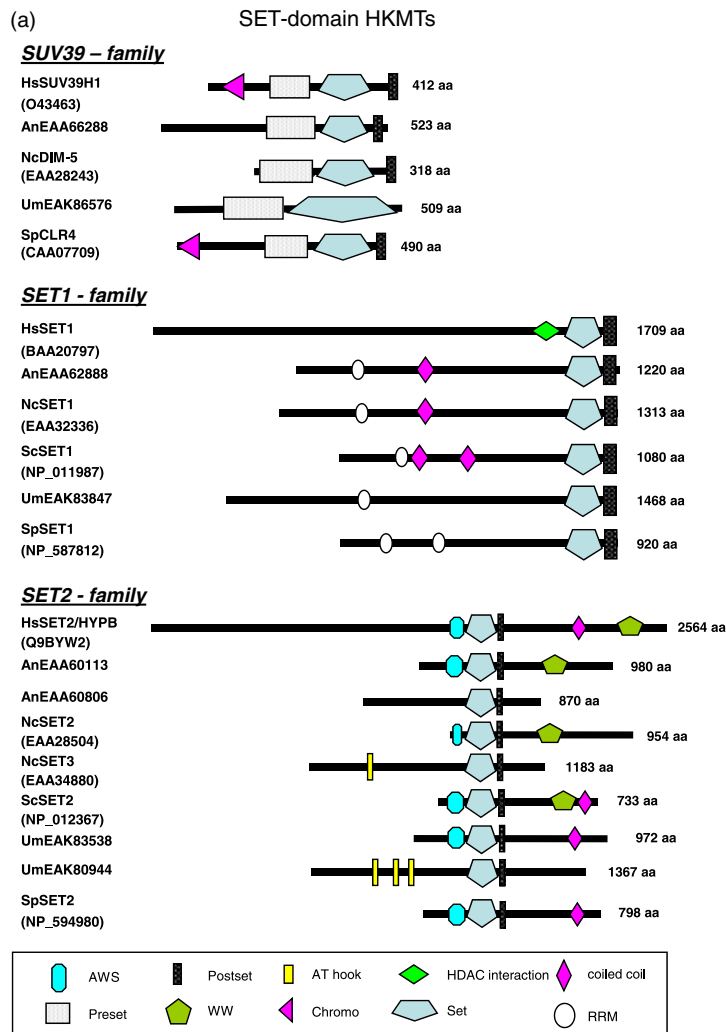 (a)
SET-domain HKMTs
SUV39 – family
HsSUV39H1
(O43463)
412 aa
AnEAA66288
523 aa
NcDIM-5
(EAA28243)
318 aa
UmEAK86576
509 aa
SpCLR4
(CAA07709)
490 aa
SET1 - family
HsSET1
(BAA20797)
1709 aa
AnEAA62888
1220 aa
NcSET1
(EAA32336)
1313 aa
ScSET1
(NP_011987)
1080 aa
UmEAK83847
1468 aa
SpSET1
(NP_587812)
920 aa
SET2 - family
HsSET2/HYPB
(Q9BYW2)
2564 aa
AnEAA60113
980 aa
AnEAA60806
870 aa
NcSET2
(EAA28504)
954 aa
NcSET3
(EAA34880)
1183 aa
ScSET2
(NP_012367)
733 aa
UmEAK83538
972 aa
UmEAK80944
1367 aa
SpSET2
(NP_594980)
798 aa
AWS
Postset
AT hook
HDAC interaction
coiled coil
Preset
WW
Chromo
Set
RRM